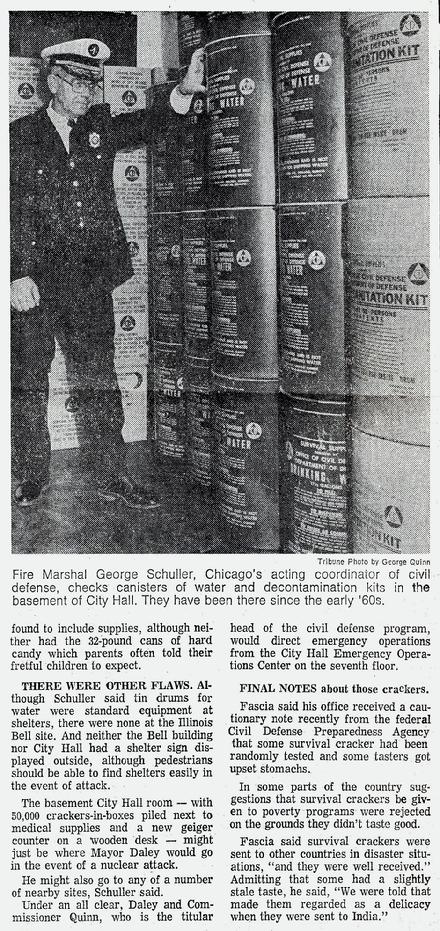 SUPPLIES
WATER
DRINKING WATER
SANITATION KIT
SURVIVAL SUPPLIES
OFFICE OF CIVIL DEFENSE
DEPARTMENT OF DEFENSE
DRINKING W
Tribune Photo by George Quinn
Fire Marshal George Schuller, Chicago's acting coordinator of civil
defense, checks canisters of water and decontamination kits in the
basement of City Hall. They have been there since the early '60s.
found to include supplies, although nei-
ther had the 32-pound cans of hard
candy which parents often told their
fretful children to expect.
THERE WERE OTHER FLAWS. Al-
though Schuller said tin drums for
water were standard equipment at
shelters, there were none at the Illinois
Bell site. And neither the Bell building
nor City Hall had a shelter sign dis-
played outside, although pedestrians
should be able to find shelters easily in
the event of attack.
The basement City Hall room — with
50,000 crackers-in-boxes piled next to
medical supplies and a new geiger
counter on a wooden desk — might
just be where Mayor Daley would go
in the event of a nuclear attack.
He might also go to any of a number
of nearby sites, Schuller said.
Under an all clear, Daley and Com-
missioner Quinn, who is the titular
head of the civil defense program,
would direct emergency operations
from the City Hall Emergency Opera-
tions Center on the seventh floor.
FINAL NOTES about those crackers.
Fascia said his office received a cau-
tionary note recently from the federal
Civil Defense Preparedness Agency
that some survival cracker had been
randomly tested and some tasters got
upset stomachs.
In some parts of the country sug-
gestions that survival crackers be giv-
en to poverty programs were rejected
on the grounds they didn't taste good.
Fascia said survival crackers were
sent to other countries in disaster situ-
ations, "and they were well received."
Admitting that some had a slightly
stale taste, he said, "We were told that
made them regarded as a delicacy
when they were sent to India."